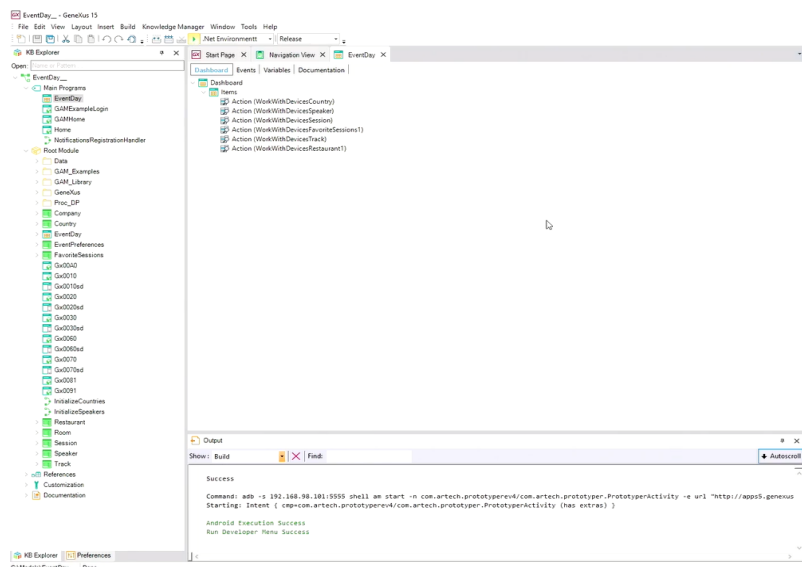 EventDay__ - GeneXus 15
File Edit View Layout Insert Build Knowledge Manager Window Tools Help
.Net Environmentt Release
KB Explorer
Open: Name or Pattern
EventDay__
Main Programs
EventDay
GAMExampleLogin
GAMHome
Home
NotificationsRegistrationHandler
Root Module
Data
GAM_Examples
GAM_Library
GeneXus
Proc_DP
Company
Country
EventDay
EventPreferences
FavoriteSessions
Gx00A0
Gx0010
Gx0010sd
Gx0020
Gx0020sd
Gx0030
Gx0030sd
Gx0060
Gx0060sd
Gx0070
Gx0070sd
Gx0081
Gx0091
InitializeCountries
InitializeSpeakers
Restaurant
Room
Session
Speaker
Track
References
Customization
Documentation
KB Explorer Preferences
Start Page Navigation View EventDay
Dashboard Events Variables Documentation
Dashboard
Items
Action (WorkWithDevicesCountry)
Action (WorkWithDevicesSpeaker)
Action (WorkWithDevicesSession)
Action (WorkWithDevicesFavoriteSessions1)
Action (WorkWithDevicesTrack)
Action (WorkWithDevicesRestaurant1)
Output
Show: Build Find: Autoscroll
Success
Command: adb -s 192.168.98.101:5555 shell am start -n com.artech.prototyperev4/com.artech.prototyper.PrototyperActivity -e url "http://apps5.genexus
Starting: Intent { cmp=com.artech.prototyperev4/com.artech.prototyper.PrototyperActivity (has extras) }
Android Execution Success
Run Developer Menu Success